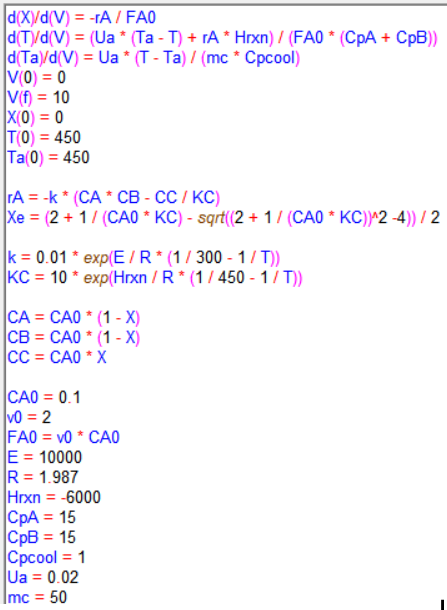 d(X)/d(V) = -rA / FA0
d(T)/d(V) = (Ua * (Ta - T) + rA * Hrxn) / (FA0 * (CpA + CpB))
d(Ta)/d(V) = Ua * (T - Ta) / (mc * Cpcool)
V(0) = 0
V(f) = 10
X(0) = 0
T(0) = 450
Ta(0) = 450
rA = -k * (CA * CB - CC / KC)
Xe = (2 + 1 / (CA0 * KC) - sqrt((2 + 1 / (CA0 * KC))^2 -4)) / 2
k = 0.01 * exp(E / R * (1 / 300 - 1 / T))
KC = 10 * exp(Hrxn / R * (1 / 450 - 1 / T))
CA = CA0 * (1 - X)
CB = CA0 * (1 - X)
CC = CA0 * X
CA0 = 0.1
v0 = 2
FA0 = v0 * CA0
E = 10000
R = 1.987
Hrxn = -6000
CpA = 15
CpB = 15
Cpcool = 1
Ua = 0.02
mc = 50